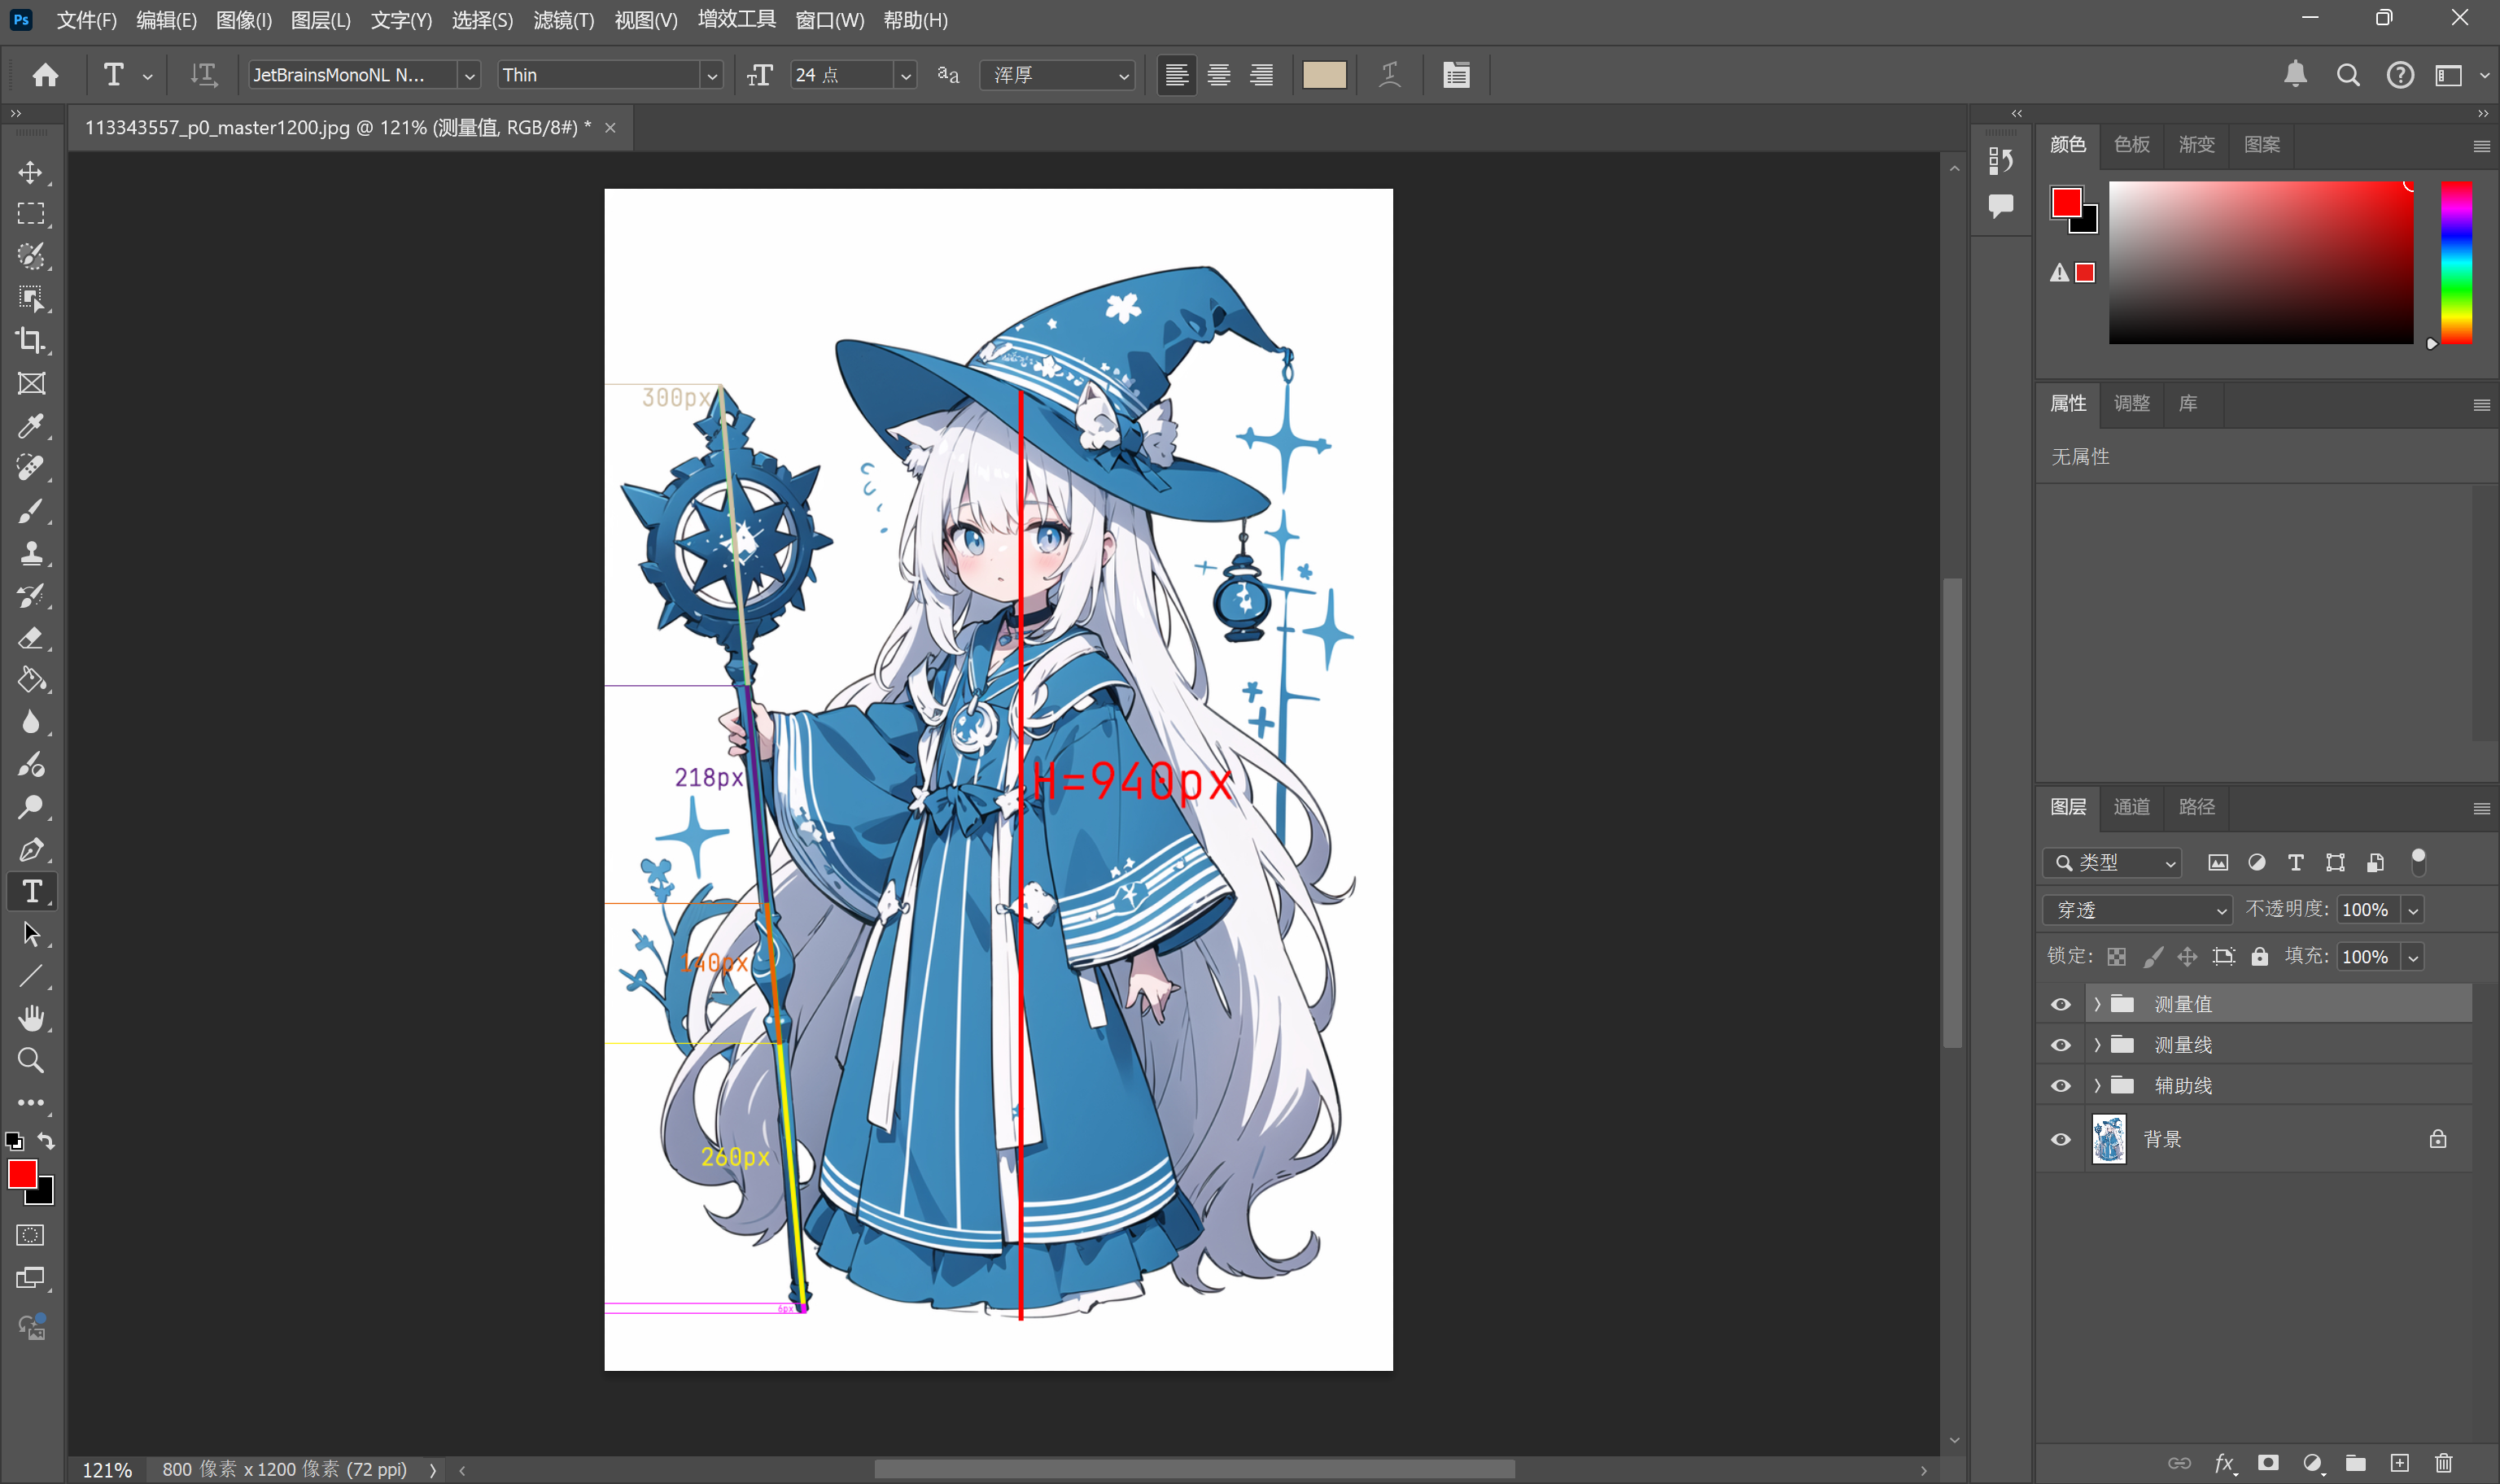 Ps 文件(F) 编辑(E) 图像(I) 图层(L) 文字(Y) 选择(S) 滤镜(T) 视图(V) 增效工具 窗口(W) 帮助(H)
T JetBrainsMonoNL N... Thin 24 点 aa 浑厚
113343557_p0_master1200.jpg @ 121% (测量值, RGB/8#) *
颜色 色板 渐变 图案
300px
218px
H=940px
140px
260px
6px
属性 调整 库
无属性
图层 通道 路径
类型
穿透 不透明度: 100%
锁定: 填充: 100%
测量值
测量线
辅助线
背景
fx
121% 800 像素 x 1200 像素 (72 ppi)